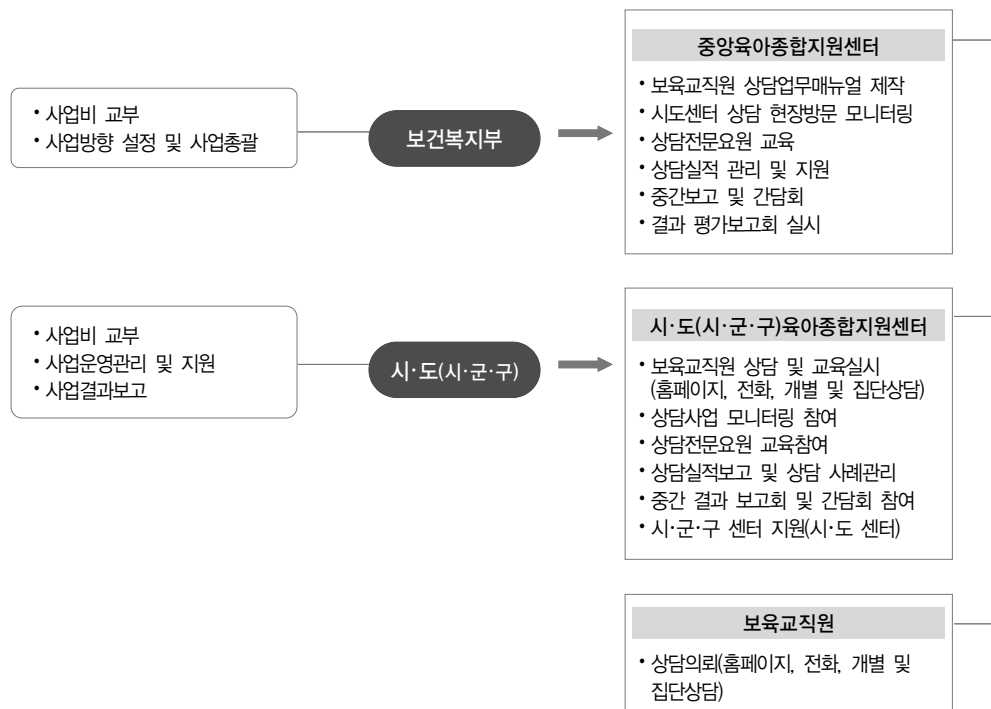 • 사업비 교부
• 사업방향 설정 및 사업총괄
보건복지부
중앙육아종합지원센터
• 보육교직원 상담업무매뉴얼 제작
• 시도센터 상담 현장방문 모니터링
• 상담전문요원 교육
• 상담실적 관리 및 지원
• 중간보고 및 간담회
• 결과 평가보고회 실시
• 사업비 교부
• 사업운영관리 및 지원
• 사업결과보고
시·도(시·군·구)
시·도(시·군·구)육아종합지원센터
• 보육교직원 상담 및 교육실시
(홈페이지, 전화, 개별 및 집단상담)
• 상담사업 모니터링 참여
• 상담전문요원 교육참여
• 상담실적보고 및 상담 사례관리
• 중간 결과 보고회 및 간담회 참여
• 시·군·구 센터 지원(시·도 센터)
보육교직원
• 상담의뢰(홈페이지, 전화, 개별 및
집단상담)